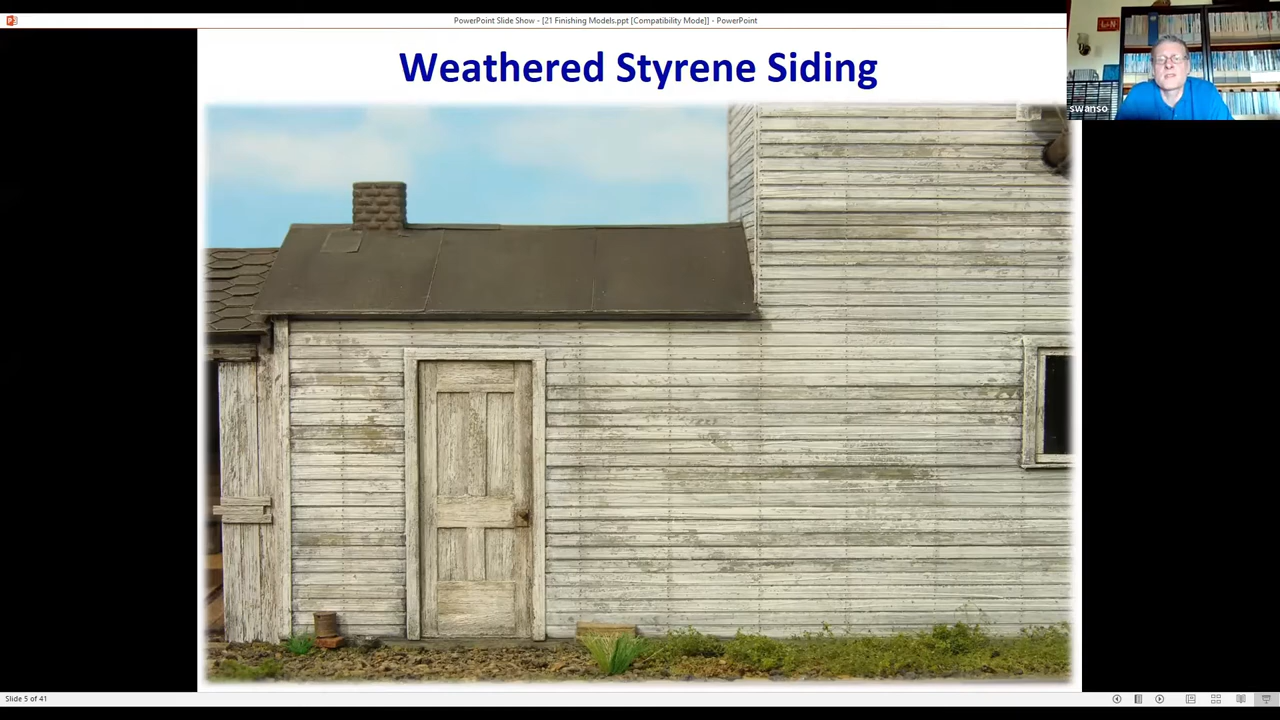 PowerPoint Slide Show - [21 Finishing Models.ppt [Compatibility Mode]] - PowerPoint
Weathered Styrene Siding
L&N
swanso
Slide 5 of 41